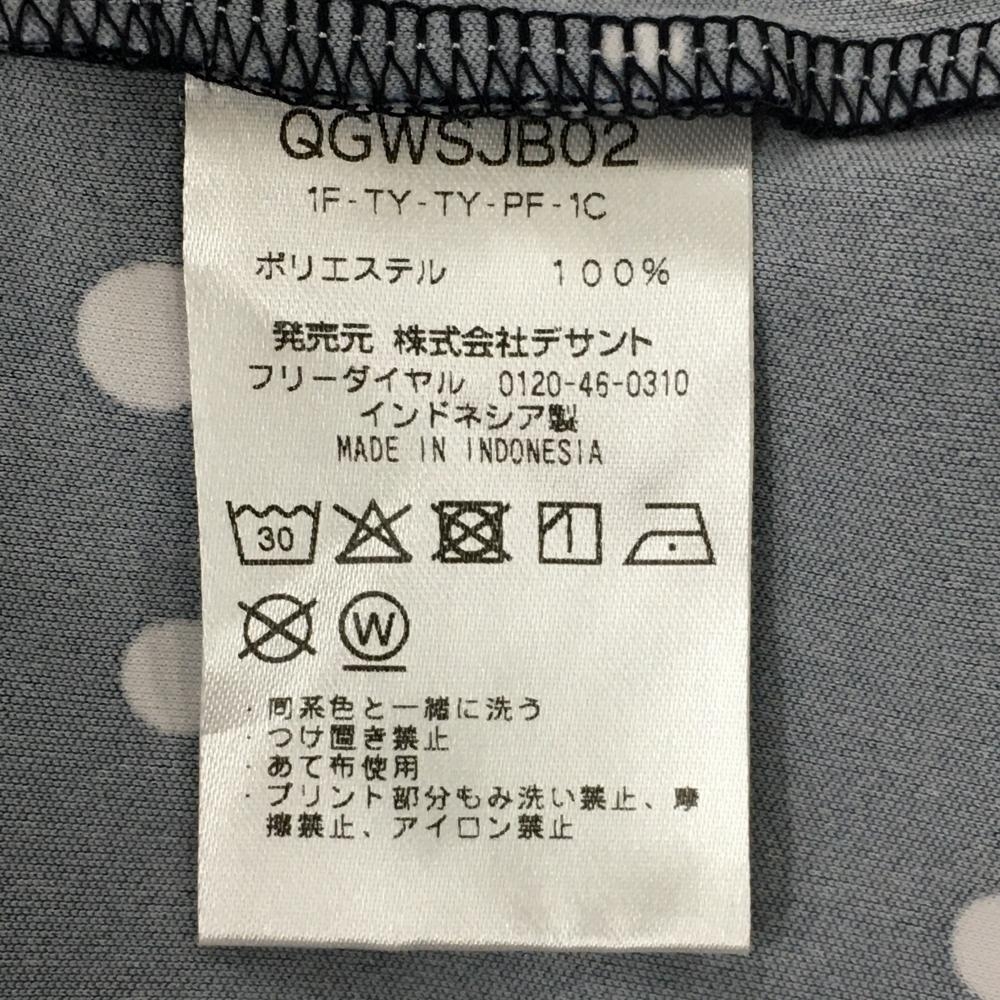 QGWSJB02
1F-TY-TY-PF-1C
ポリエステル 100%
発売元 株式会社デサント
フリーダイヤル 0120-46-0310
インドネシア製
MADE IN INDONESIA
30
W
・同系色と一緒に洗う
・つけ置き禁止
・あて布使用
・プリント部分もみ洗い禁止、摩
擦禁止、アイロン禁止